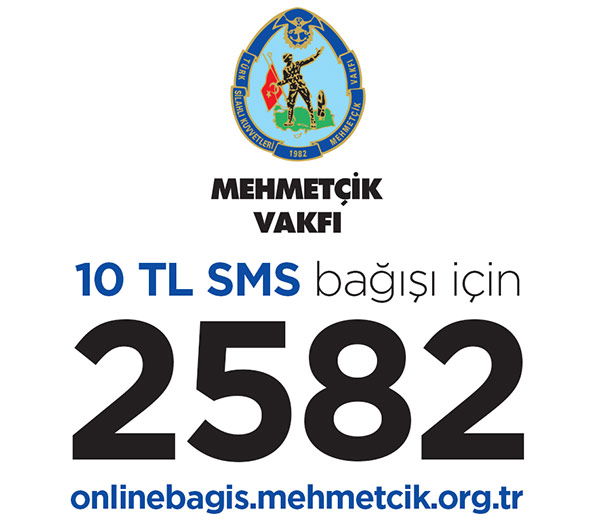 TÜRK SİLAHLI KUVVETLERİ MEHMETÇİK VAKFI
1982
MEHMETÇİK
VAKFI
10 TL SMS bağışı için
2582
onlinebagis.mehmetcik.org.tr